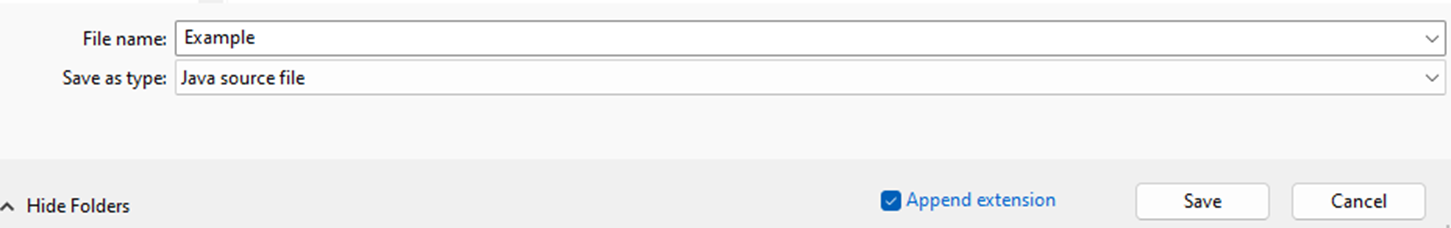 File name: Example
Save as type: Java source file
Hide Folders Append extension Save Cancel